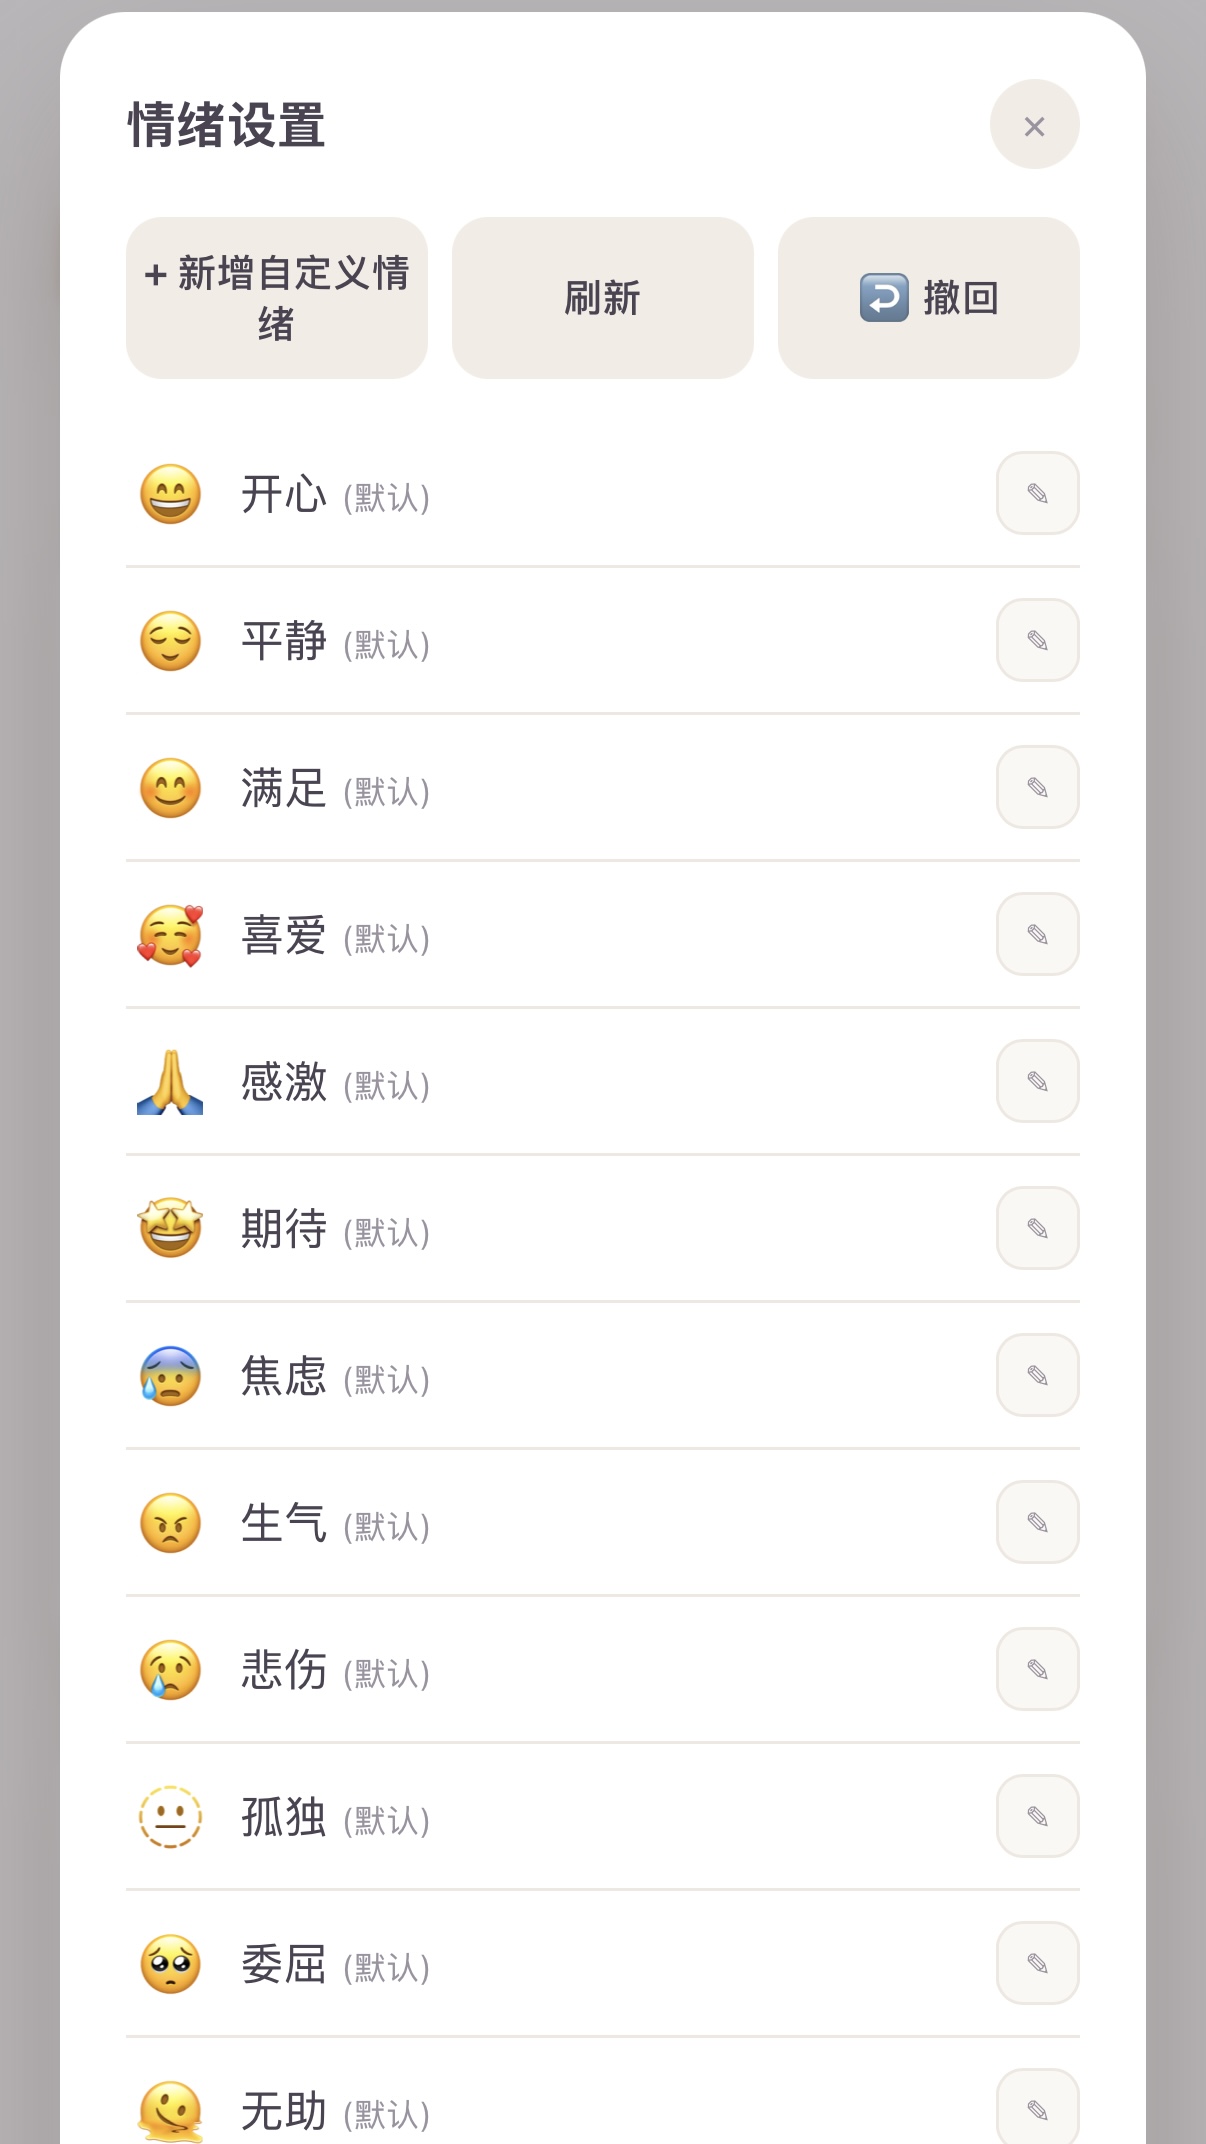 情绪设置
×
+ 新增自定义情
绪
刷新
↩️ 撤回
😄 开心 (默认)
😌 平静 (默认)
😊 满足 (默认)
🥰 喜爱 (默认)
🙏 感激 (默认)
🤩 期待 (默认)
😰 焦虑 (默认)
😠 生气 (默认)
😢 悲伤 (默认)
🫥 孤独 (默认)
🥺 委屈 (默认)
🫠 无助 (默认)